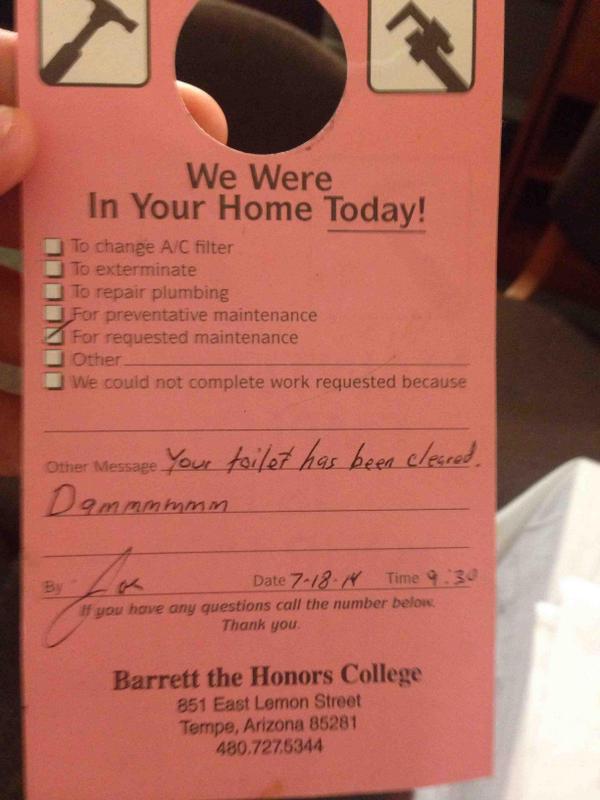 We Were
In Your Home Today!
To change A/C filter
To exterminate
To repair plumbing
For preventative maintenance
For requested maintenance
Other
We could not complete work requested because
Other Message Your toilet has been cleared.
Dammmmmm
By Joe Date 7-18-14 Time 9:30
If you have any questions call the number below.
Thank you.
Barrett the Honors College
851 East Lemon Street
Tempe, Arizona 85281
480.727.5344